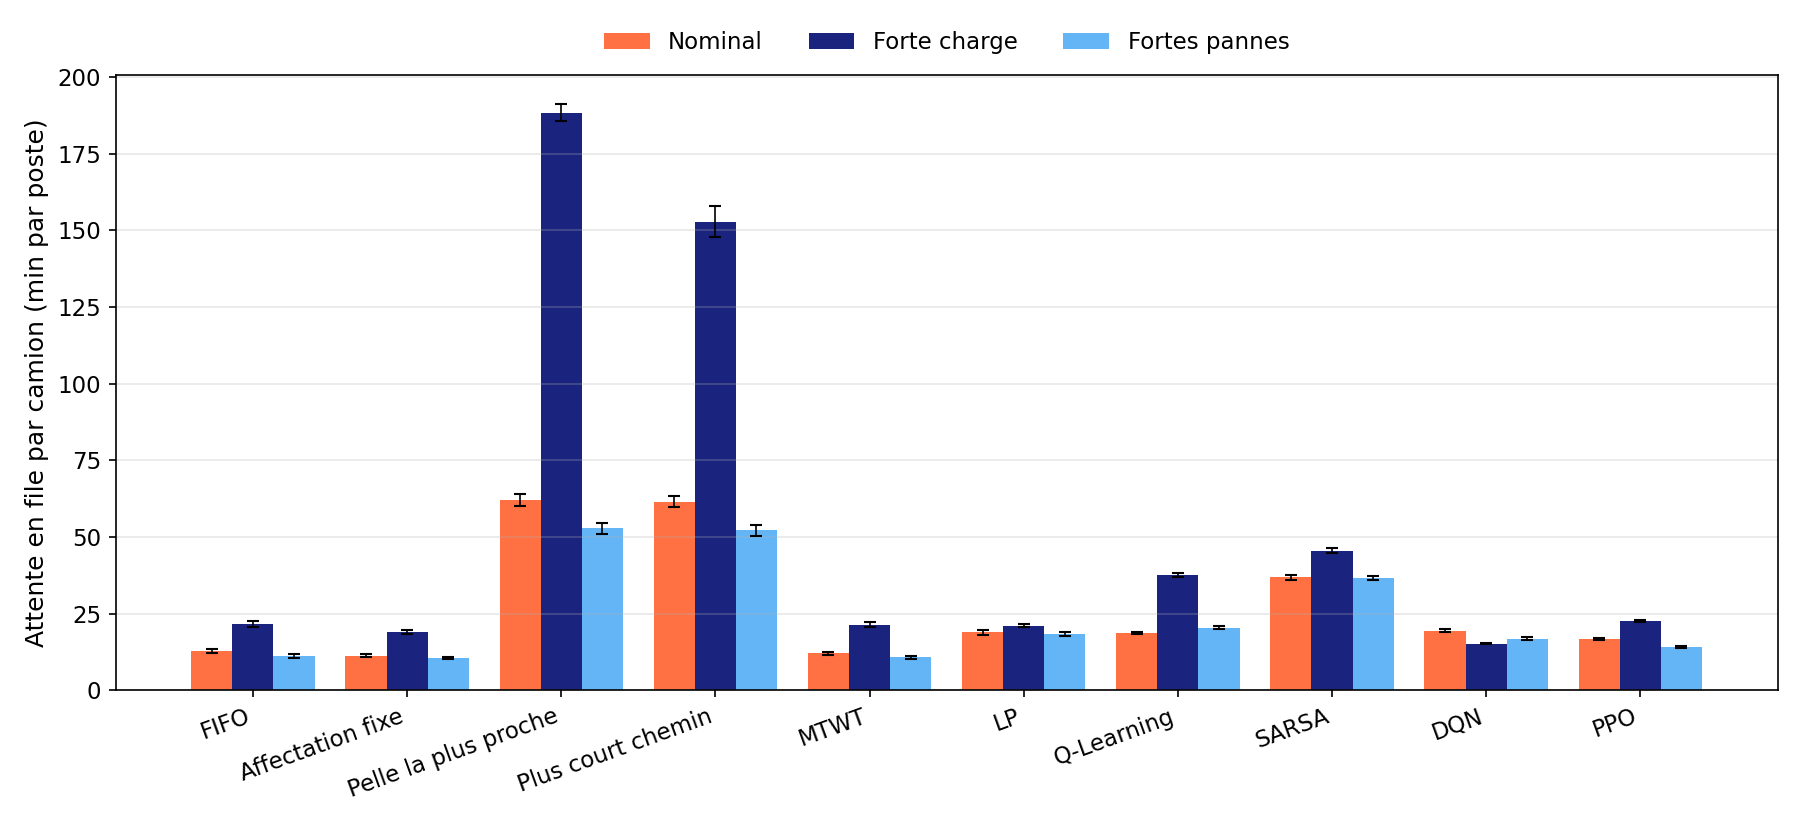 Nominal Forte charge Fortes pannes
Attente en file par camion (min par poste)
200
175
150
125
100
75
50
25
0
FIFO
Affectation fixe
Pelle la plus proche
Plus court chemin
MTWT
LP
Q-Learning
SARSA
DQN
PPO